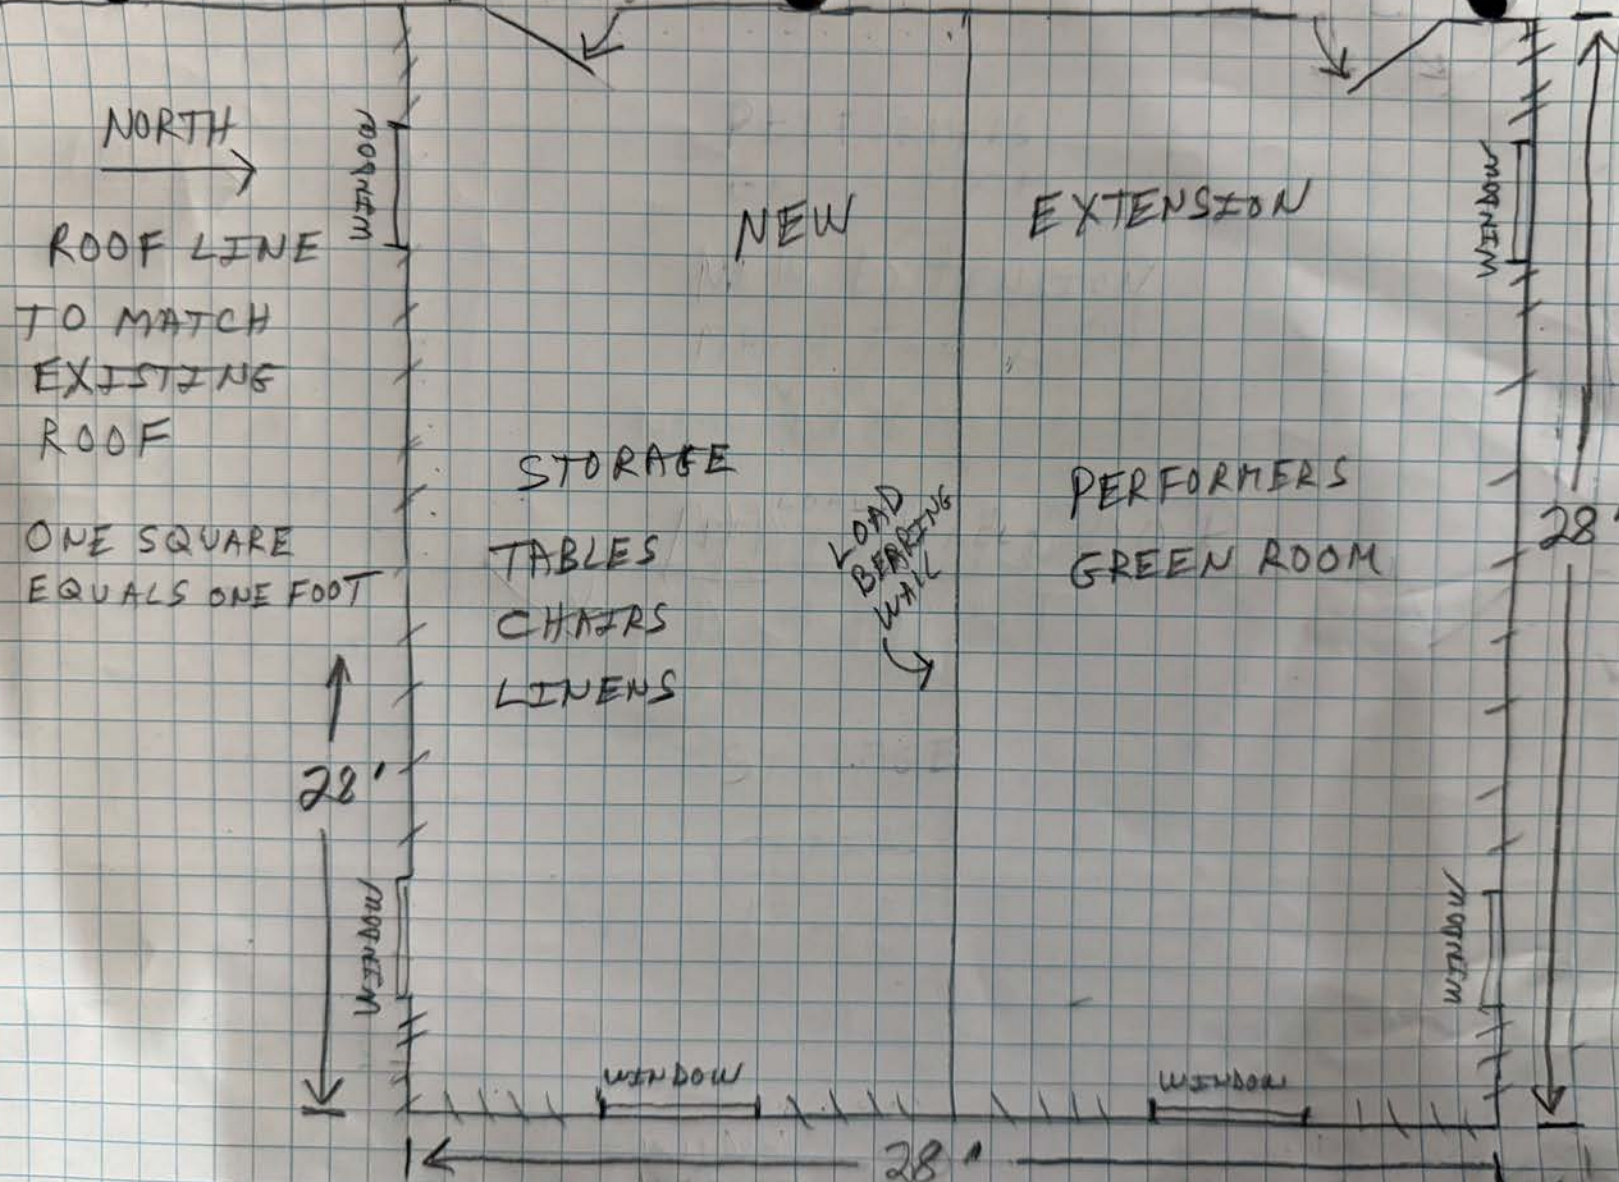 NORTH
ROOF LINE
TO MATCH
EXISTING
ROOF
ONE SQUARE
EQUALS ONE FOOT
28'
WINDOW
WINDOW
NEW EXTENSION
STORAGE
TABLES
CHAIRS
LINENS
LOAD
BEARING
WALL
PERFORMERS
GREEN ROOM
WINDOW
WINDOW
28'
WINDOW
WINDOW
28'